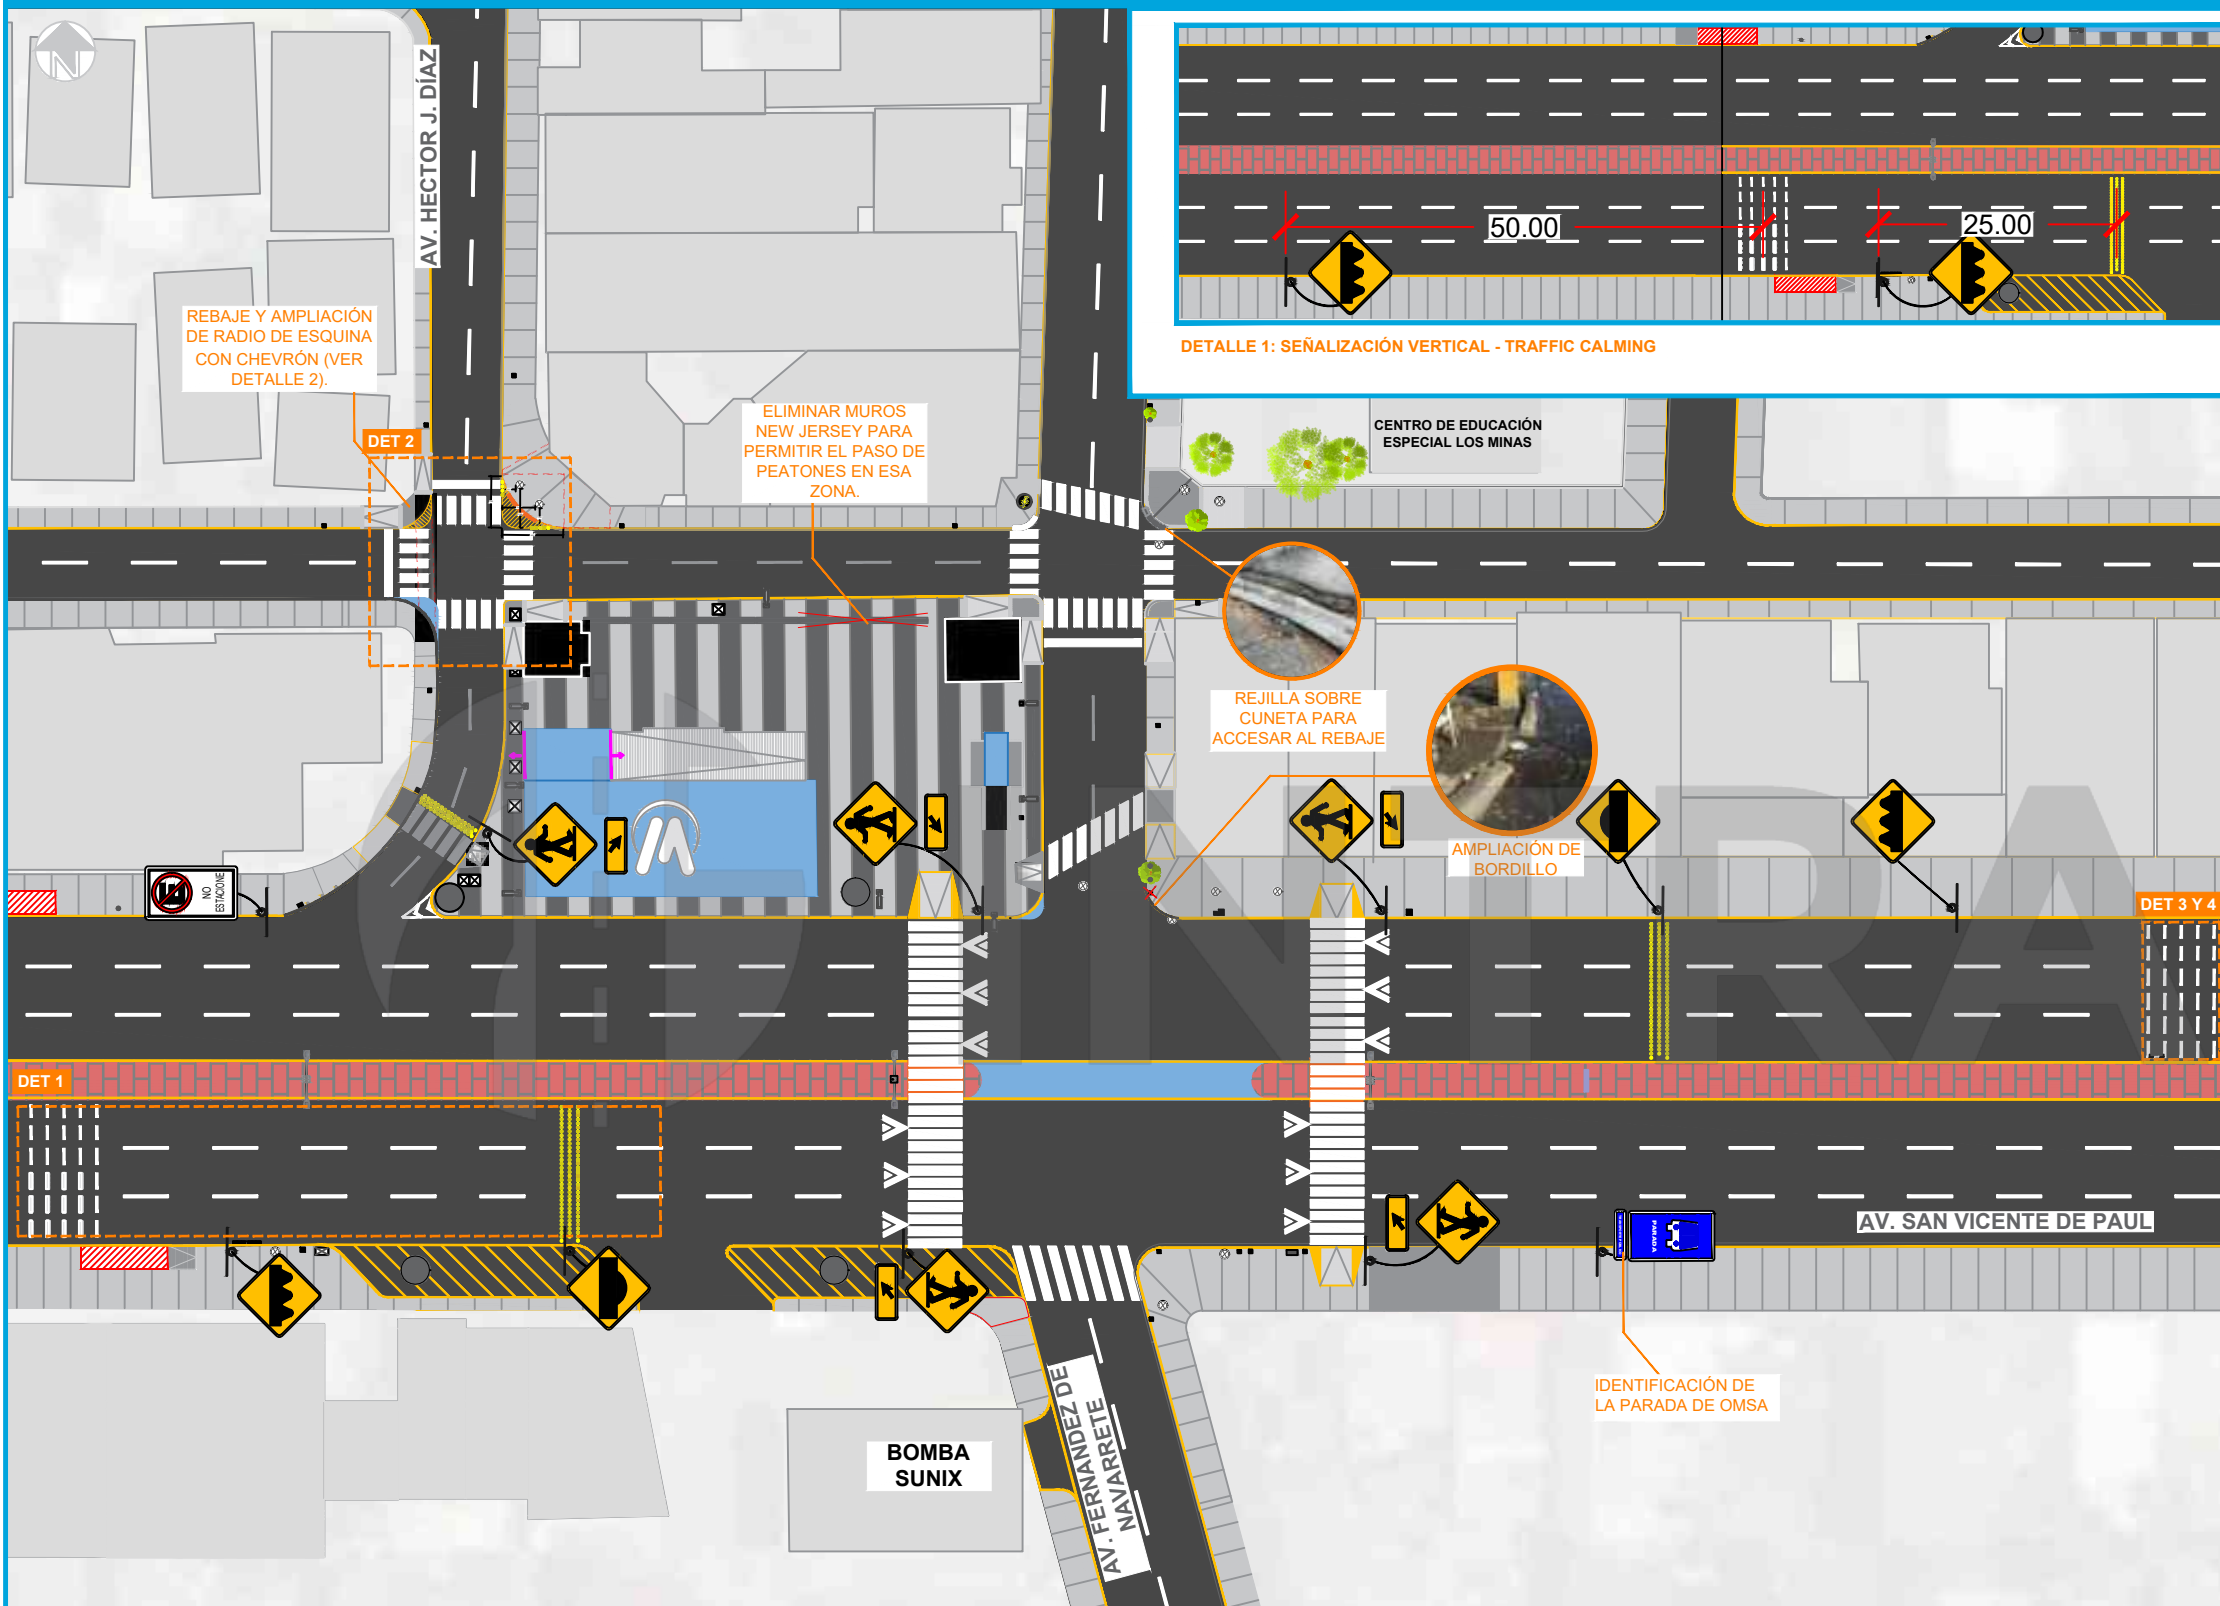 N
AV. HECTOR J. DÍAZ
50.00
25.00
DETALLE 1: SEÑALIZACIÓN VERTICAL - TRAFFIC CALMING
REBAJE Y AMPLIACIÓN
DE RADIO DE ESQUINA
CON CHEVRÓN (VER
DETALLE 2).
DET 2
ELIMINAR MUROS
NEW JERSEY PARA
PERMITIR EL PASO DE
PEATONES EN ESA
ZONA.
CENTRO DE EDUCACIÓN
ESPECIAL LOS MINAS
REJILLA SOBRE
CUNETA PARA
ACCESAR AL REBAJE
AMPLIACIÓN DE
BORDILLO
NO
ESTACIONE
DET 3 Y 4
INTRA
DET 1
PARADA
AV. SAN VICENTE DE PAUL
IDENTIFICACIÓN DE
LA PARADA DE OMSA
BOMBA
SUNIX
AV. FERNANDEZ DE
NAVARRETE